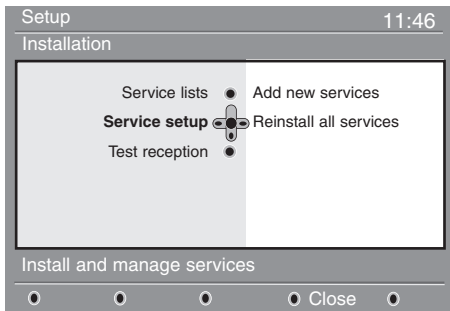 Setup 11:46
Installation
Service lists Add new services
Service setup Reinstall all services
Test reception
Install and manage services
Close